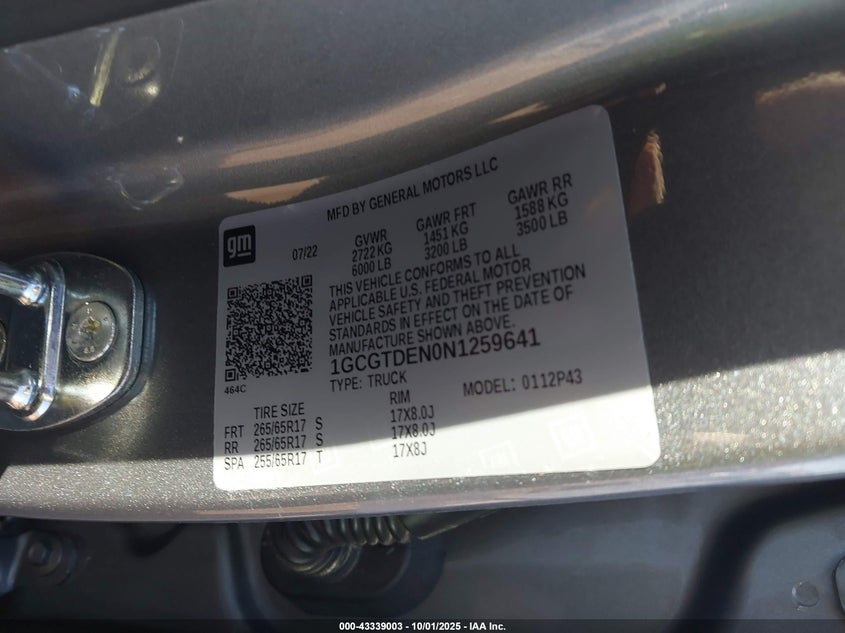 MFD BY GENERAL MOTORS LLC
gm
07/22
GVWR
2722 KG
6000 LB
GAWR FRT
1451 KG
3200 LB
GAWR RR
1588 KG
3500 LB
THIS VEHICLE CONFORMS TO ALL
APPLICABLE U.S. FEDERAL MOTOR
VEHICLE SAFETY AND THEFT PREVENTION
STANDARDS IN EFFECT ON THE DATE OF
MANUFACTURE SHOWN ABOVE.
1GCGTDEN0N1259641
464C
TYPE: TRUCK
MODEL: 0112P43
TIRE SIZE RIM
FRT 265/65R17 S 17X8.0J
RR 265/65R17 S 17X8.0J
SPA 255/65R17 T 17X8J
000-43339003 - 10/01/2025 - IAA Inc.